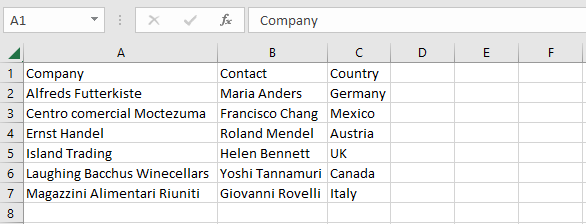 A1 Company
A B C D E F
1 Company Contact Country
2 Alfreds Futterkiste Maria Anders Germany
3 Centro comercial Moctezuma Francisco Chang Mexico
4 Ernst Handel Roland Mendel Austria
5 Island Trading Helen Bennett UK
6 Laughing Bacchus Winecellars Yoshi Tannamuri Canada
7 Magazzini Alimentari Riuniti Giovanni Rovelli Italy
8